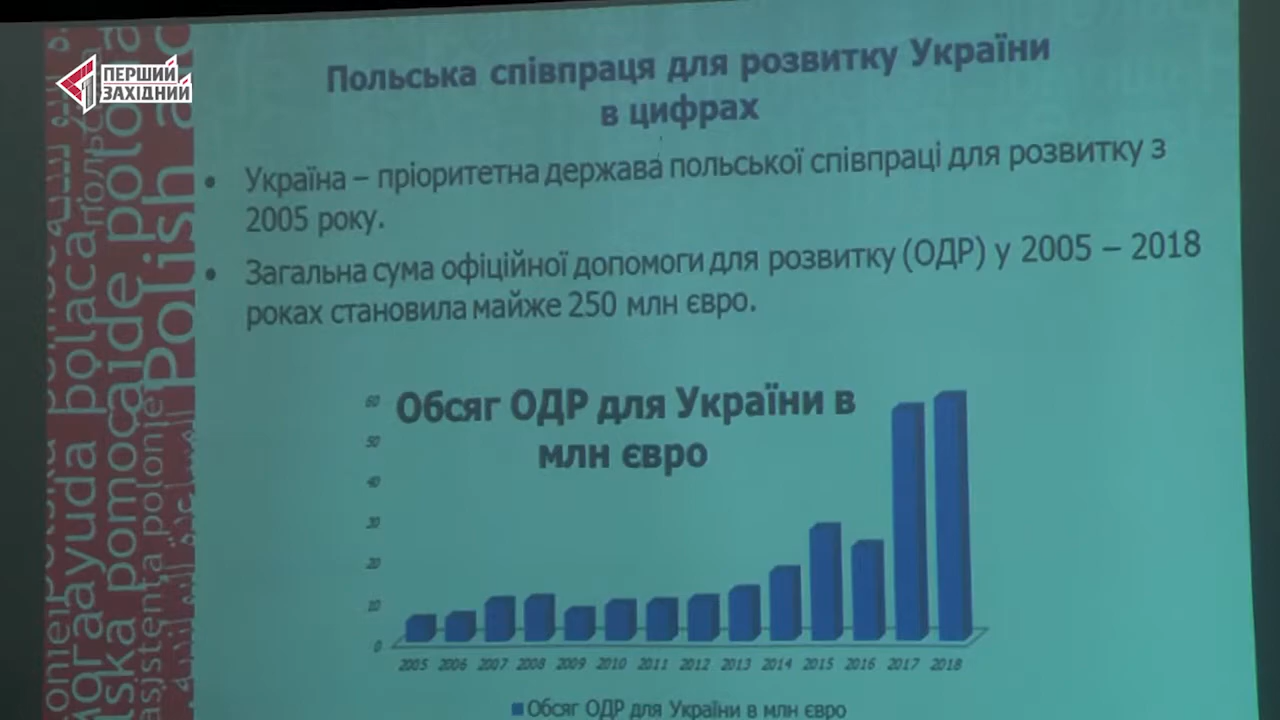 ПЕРШИЙ
ЗАХІДНИЙ
Польська співпраця для розвитку України
в цифрах
• Україна – пріоритетна держава польської співпраці для розвитку з
2005 року.
• Загальна сума офіційної допомоги для розвитку (ОДР) у 2005 – 2018
роках становила майже 250 млн євро.
Обсяг ОДР для України в
млн євро
60
50
40
30
20
10
0
2005 2006 2007 2008 2009 2010 2011 2012 2013 2014 2015 2016 2017 2018
Обсяг ОДР для України в млн євро
ayuda polaca
pomoc
aide polo
Polish a